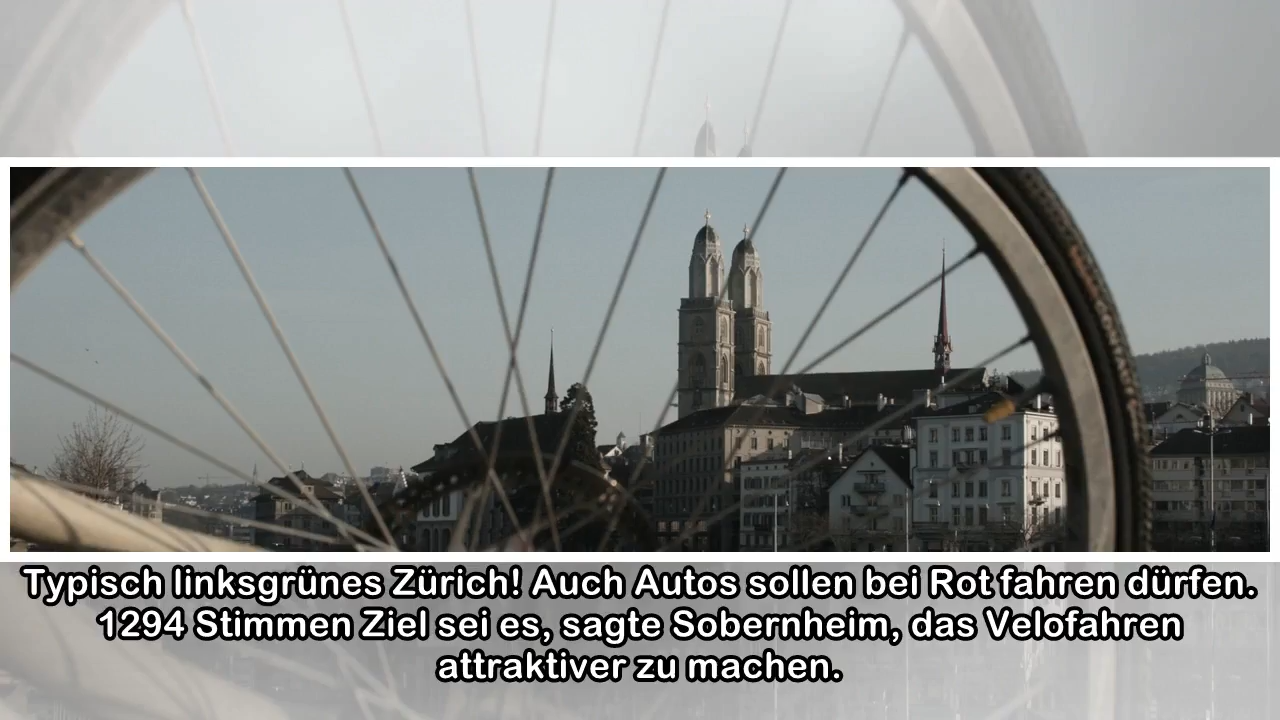 Typisch linksgrünes Zürich! Auch Autos sollen bei Rot fahren dürfen.
1294 Stimmen Ziel sei es, sagte Sobernheim, das Velofahren
attraktiver zu machen.